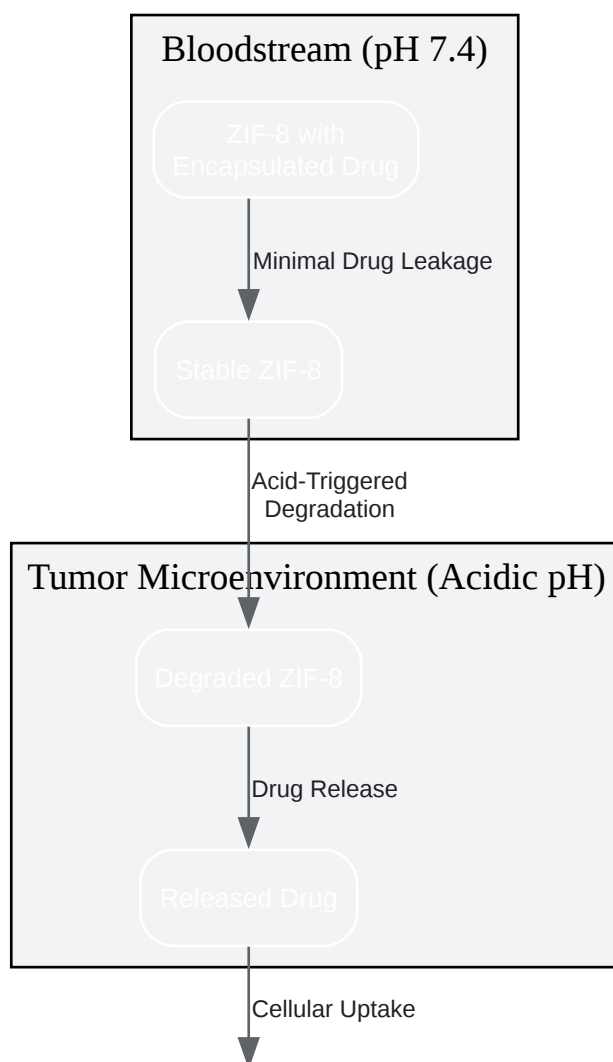 Bloodstream (pH 7.4)
ZIF-8 with
Encapsulated Drug
Minimal Drug Leakage
Stable ZIF-8
Acid-Triggered
Degradation
Tumor Microenvironment (Acidic pH)
Degraded ZIF-8
Drug Release
Released Drug
Cellular Uptake